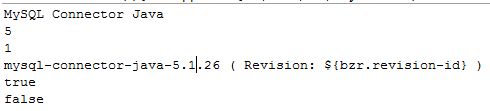 MySQL Connector Java
5
1
mysql-connector-java-5.1.26 ( Revision: ${bzr.revision-id} )
true
false